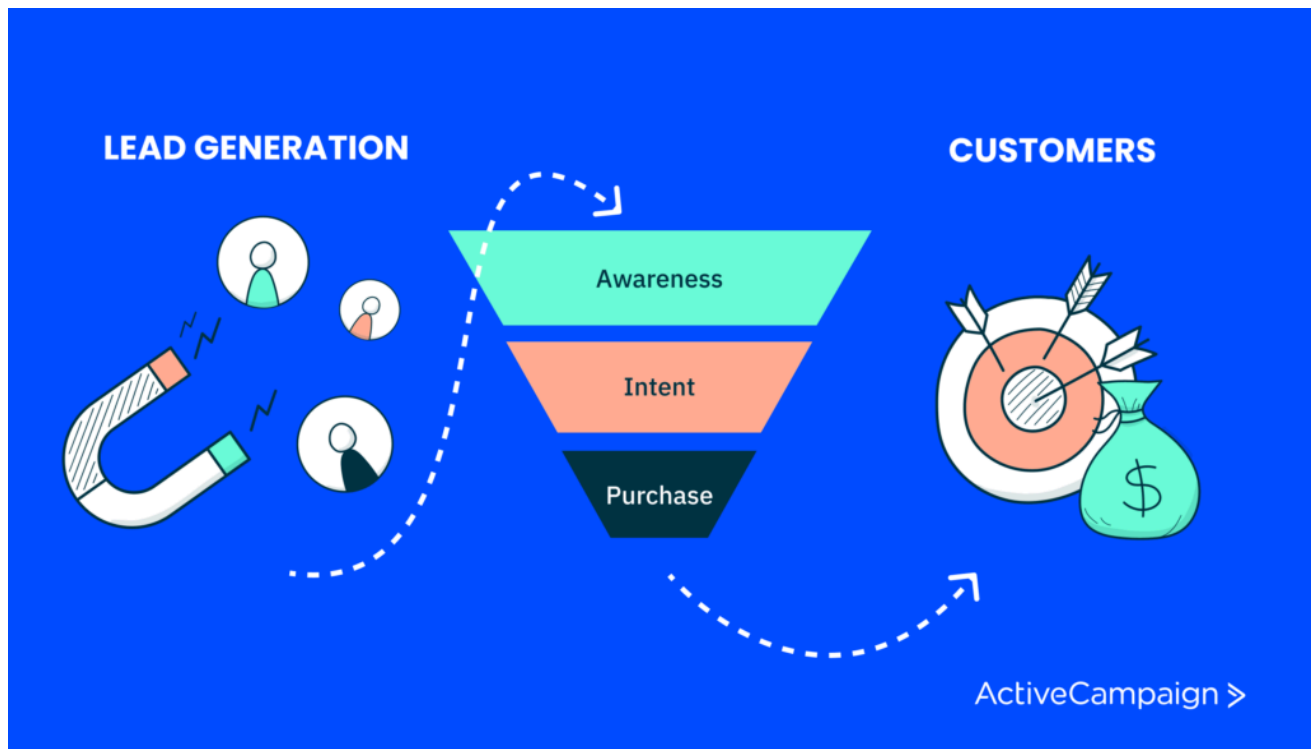 LEAD GENERATION
CUSTOMERS
Awareness
Intent
Purchase
$
ActiveCampaign